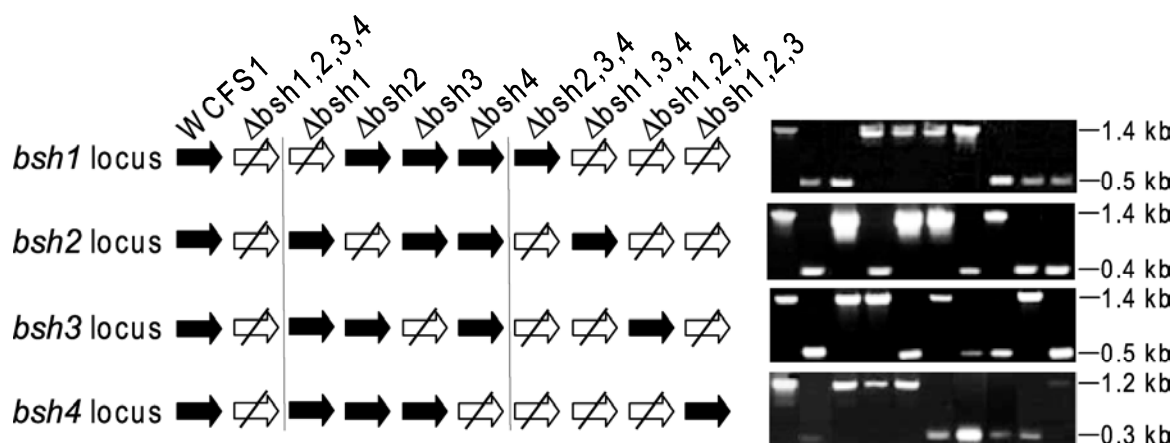 WCFS1
Δbsh1,2,3,4
Δbsh1
Δbsh2
Δbsh3
Δbsh4
Δbsh2,3,4
Δbsh1,3,4
Δbsh1,2,4
Δbsh1,2,3
bsh1 locus
1.4 kb
0.5 kb
bsh2 locus
1.4 kb
0.4 kb
bsh3 locus
1.4 kb
0.5 kb
bsh4 locus
1.2 kb
0.3 kb